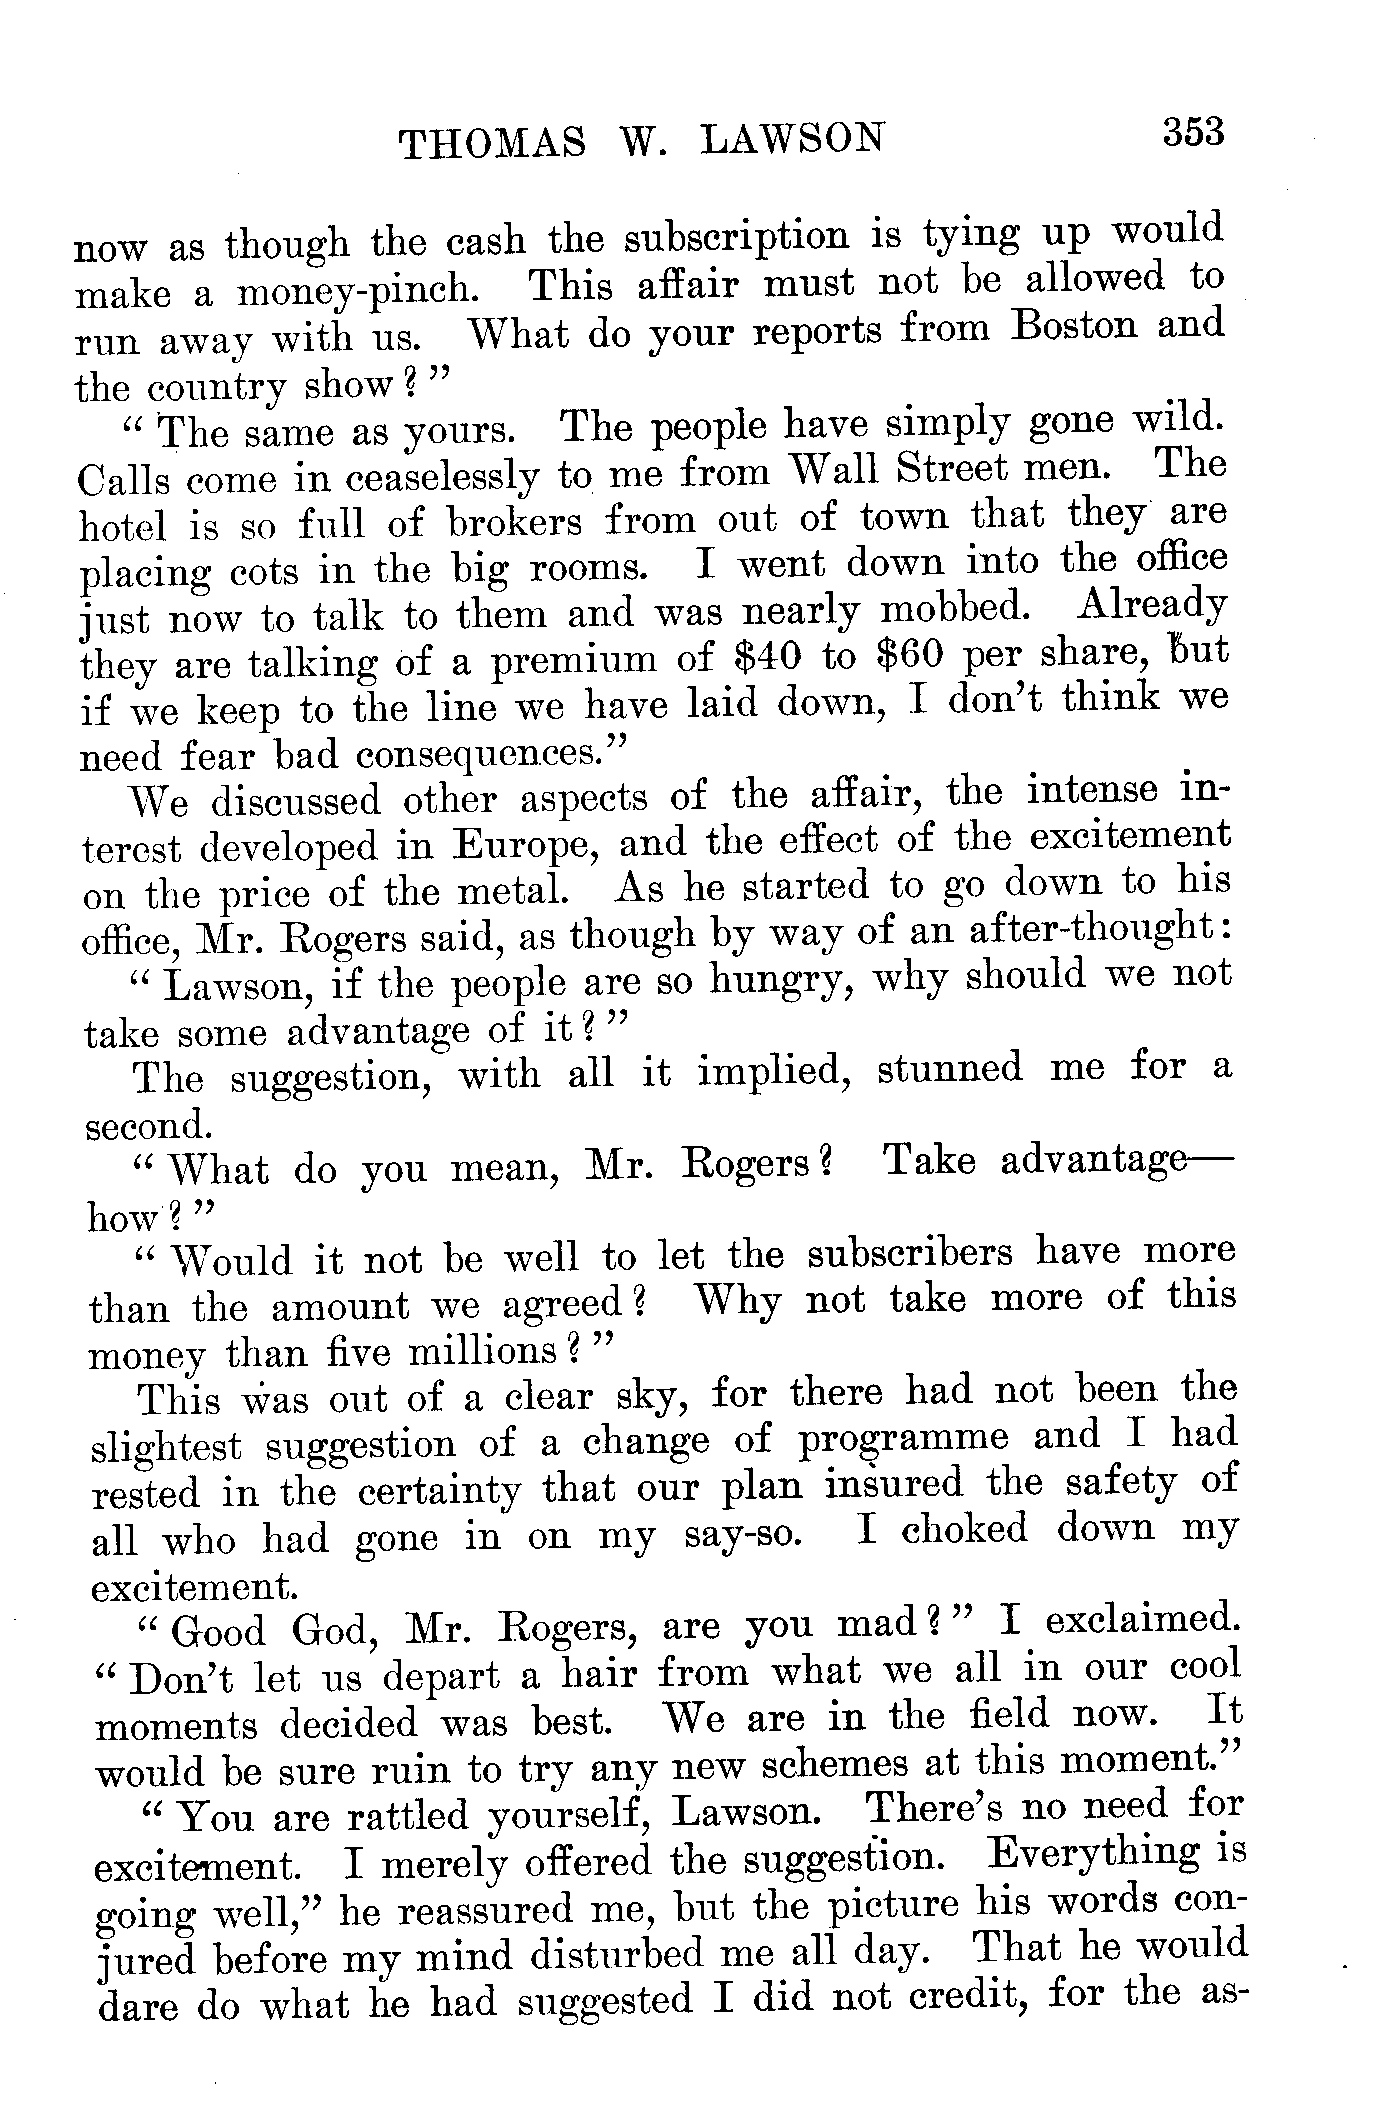 THOMAS W. LAWSON 353
now as though the cash the subscription is tying up would
make a money-pinch. This affair must not be allowed to
run away with us. What do your reports from Boston and
the country show?"
"The same as yours. The people have simply gone wild.
Calls come in ceaselessly to me from Wall Street men. The
hotel is so full of brokers from out of town that they are
placing cots in the big rooms. I went down into the office
just now to talk to them and was nearly mobbed. Already
they are talking of a premium of $40 to $60 per share, but
if we keep to the line we have laid down, I don't think we
need fear bad consequences."
We discussed other aspects of the affair, the intense in-
terest developed in Europe, and the effect of the excitement
on the price of the metal. As he started to go down to his
office, Mr. Rogers said, as though by way of an after-thought:
"Lawson, if the people are so hungry, why should we not
take some advantage of it?"
The suggestion, with all it implied, stunned me for a
second.
"What do you mean, Mr. Rogers? Take advantage—
how?"
"Would it not be well to let the subscribers have more
than the amount we agreed? Why not take more of this
money than five millions?"
This was out of a clear sky, for there had not been the
slightest suggestion of a change of programme and I had
rested in the certainty that our plan insured the safety of
all who had gone in on my say-so. I choked down my
excitement.
"Good God, Mr. Rogers, are you mad?" I exclaimed.
"Don't let us depart a hair from what we all in our cool
moments decided was best. We are in the field now. It
would be sure ruin to try any new schemes at this moment."
"You are rattled yourself, Lawson. There's no need for
excitement. I merely offered the suggestion. Everything is
going well," he reassured me, but the picture his words con-
jured before my mind disturbed me all day. That he would
dare do what he had suggested I did not credit, for the as-